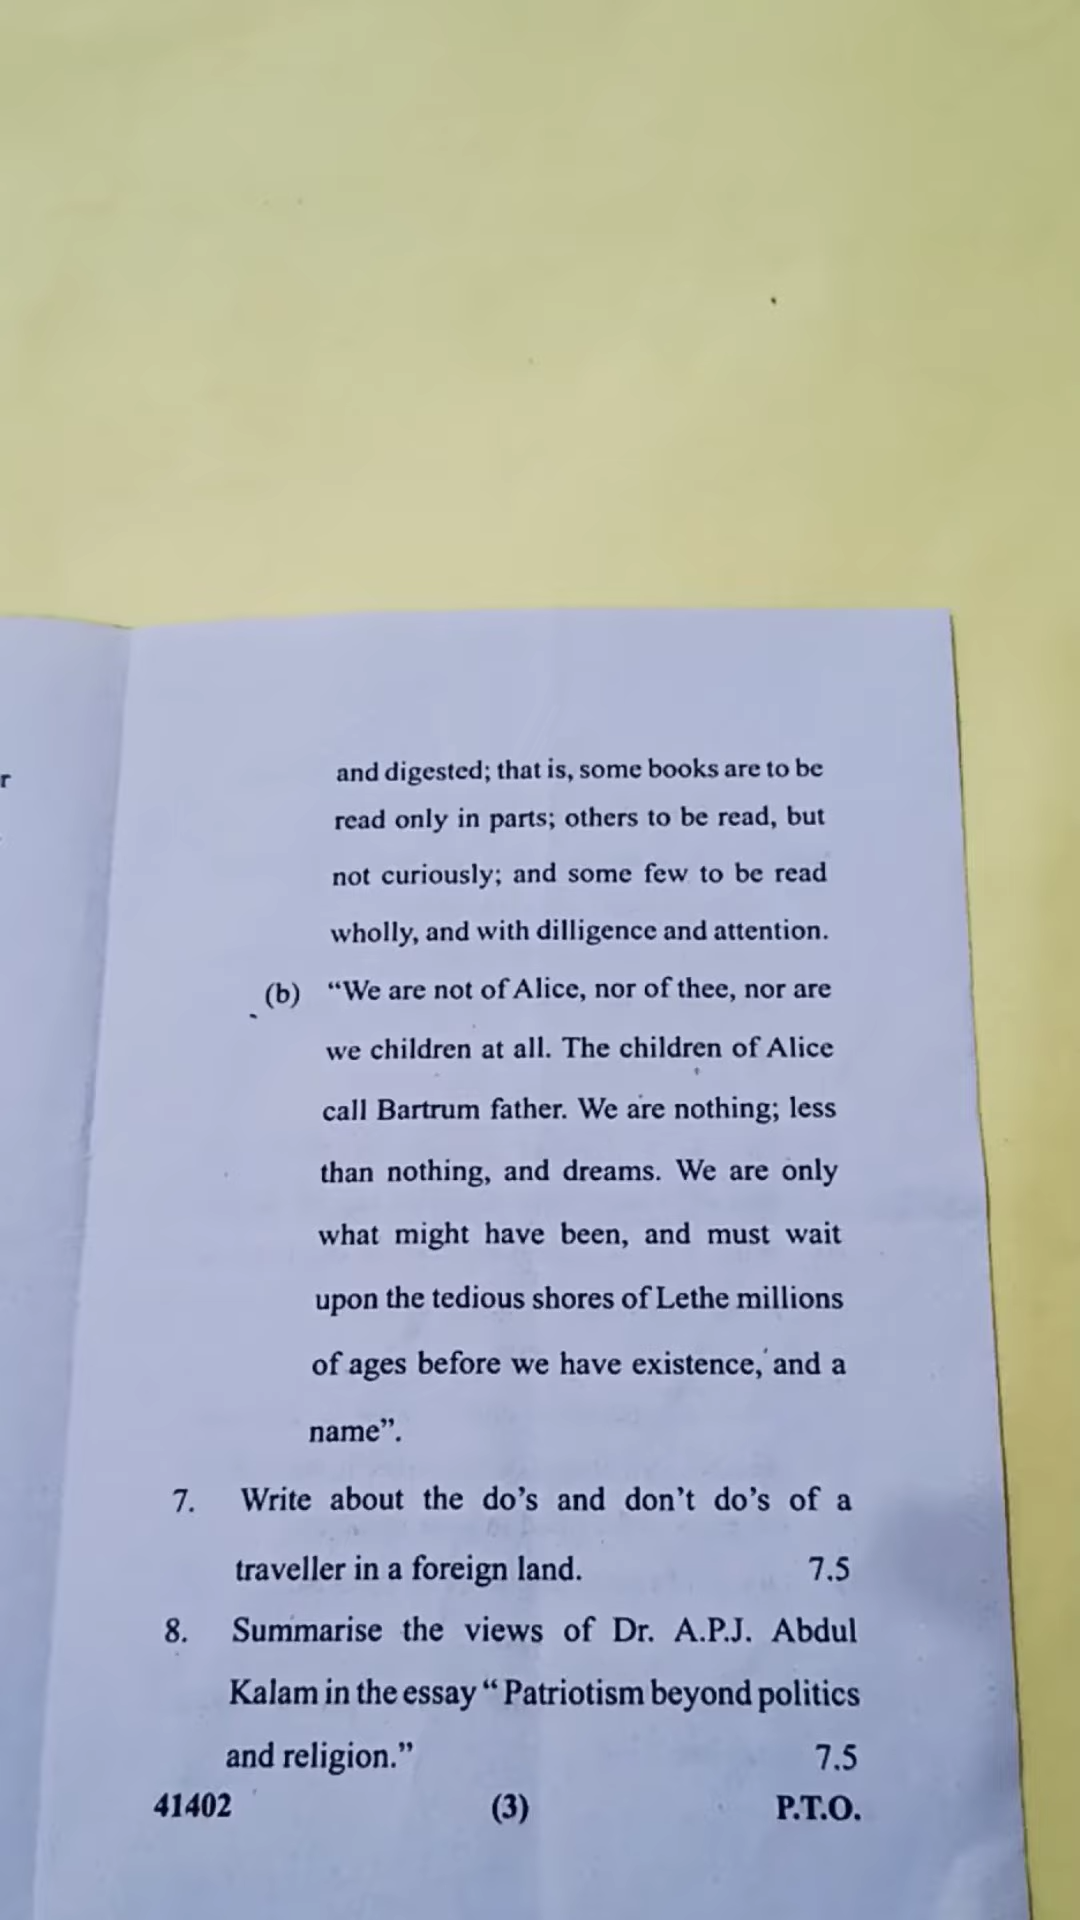 r
and digested; that is, some books are to be
read only in parts; others to be read, but
not curiously; and some few to be read
wholly, and with dilligence and attention.
(b) “We are not of Alice, nor of thee, nor are
we children at all. The children of Alice
call Bartrum father. We are nothing; less
than nothing, and dreams. We are only
what might have been, and must wait
upon the tedious shores of Lethe millions
of ages before we have existence, and a
name”.
7. Write about the do’s and don’t do’s of a
traveller in a foreign land. 7.5
8. Summarise the views of Dr. A.P.J. Abdul
Kalam in the essay “ Patriotism beyond politics
and religion.” 7.5
41402 (3) P.T.O.